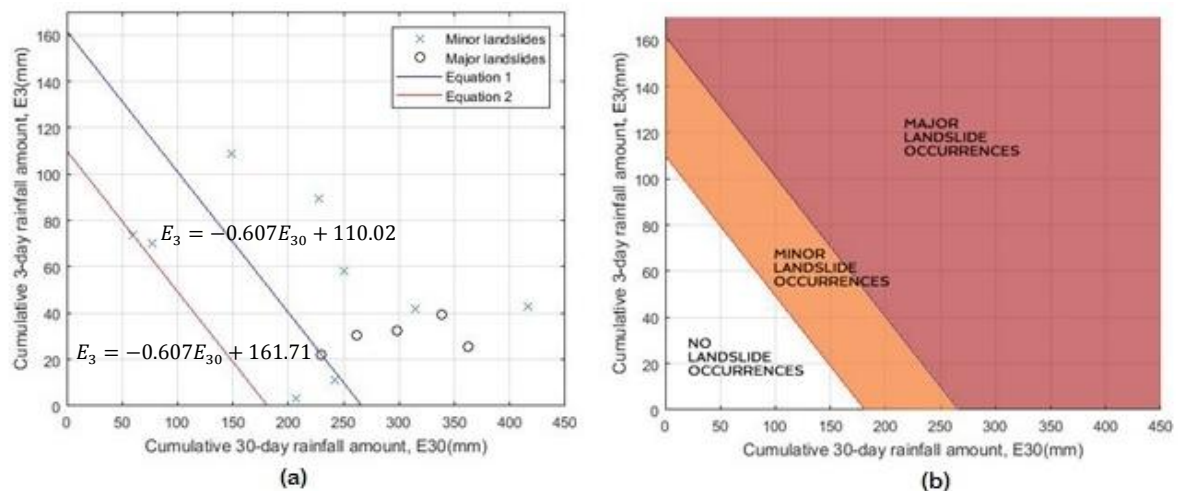 160
140
120
100
80
60
40
20
0
Cumulative 3-day rainfall amount, E3(mm)
Minor landslides
Major landslides
Equation 1
Equation 2
E₃ = −0.607E₃₀ + 110.02
E₃ = −0.607E₃₀ + 161.71
0 50 100 150 200 250 300 350 400 450
Cumulative 30-day rainfall amount, E30(mm)
(a)
160
140
120
100
80
60
40
20
0
Cumulative 3-day rainfall amount, E3(mm)
MAJOR
LANDSLIDE
OCCURRENCES
MINOR
LANDSLIDE
OCCURRENCES
NO
LANDSLIDE
OCCURRENCES
0 50 100 150 200 250 300 350 400 450
Cumulative 30-day rainfall amount, E30(mm)
(b)